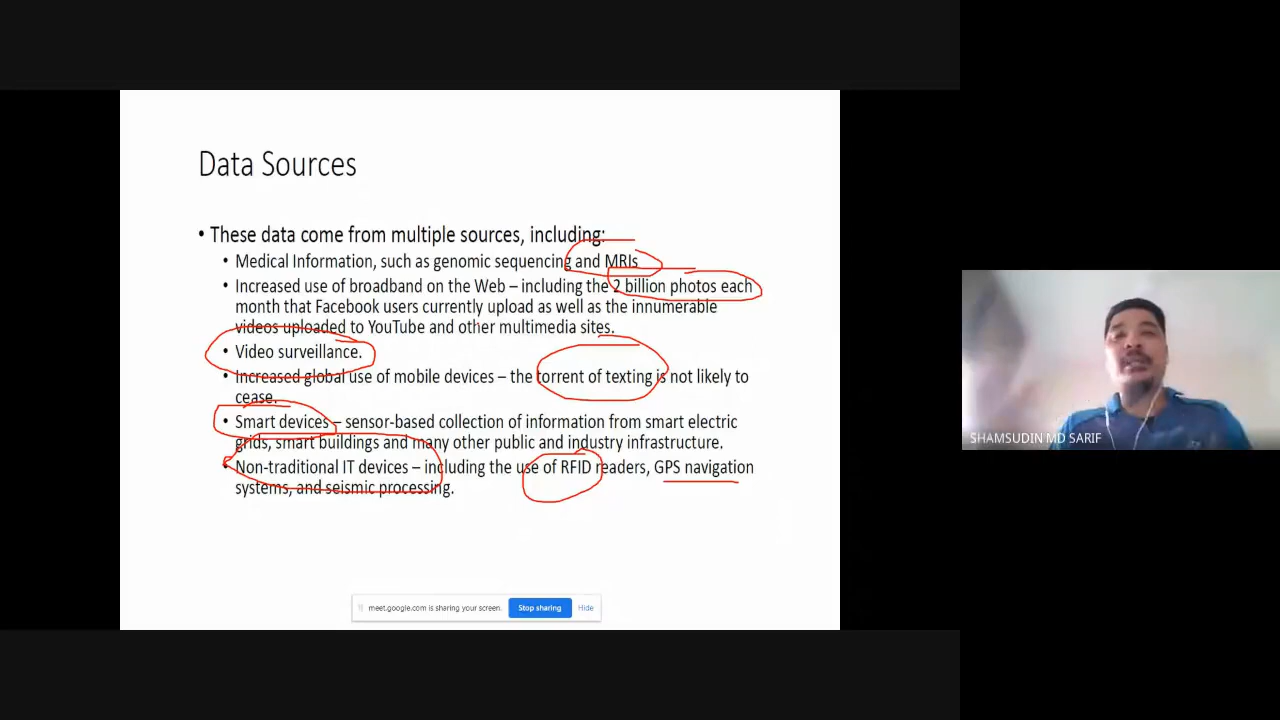 Data Sources
• These data come from multiple sources, including:
• Medical Information, such as genomic sequencing and MRIs
• Increased use of broadband on the Web – including the 2 billion photos each
month that Facebook users currently upload as well as the innumerable
videos uploaded to YouTube and other multimedia sites.
• Video surveillance.
• Increased global use of mobile devices – the torrent of texting is not likely to
cease.
• Smart devices – sensor-based collection of information from smart electric
grids, smart buildings and many other public and industry infrastructure.
• Non-traditional IT devices – including the use of RFID readers, GPS navigation
systems, and seismic processing.
meet.google.com is sharing your screen. Stop sharing Hide
SHAMSUDIN MD SARIF